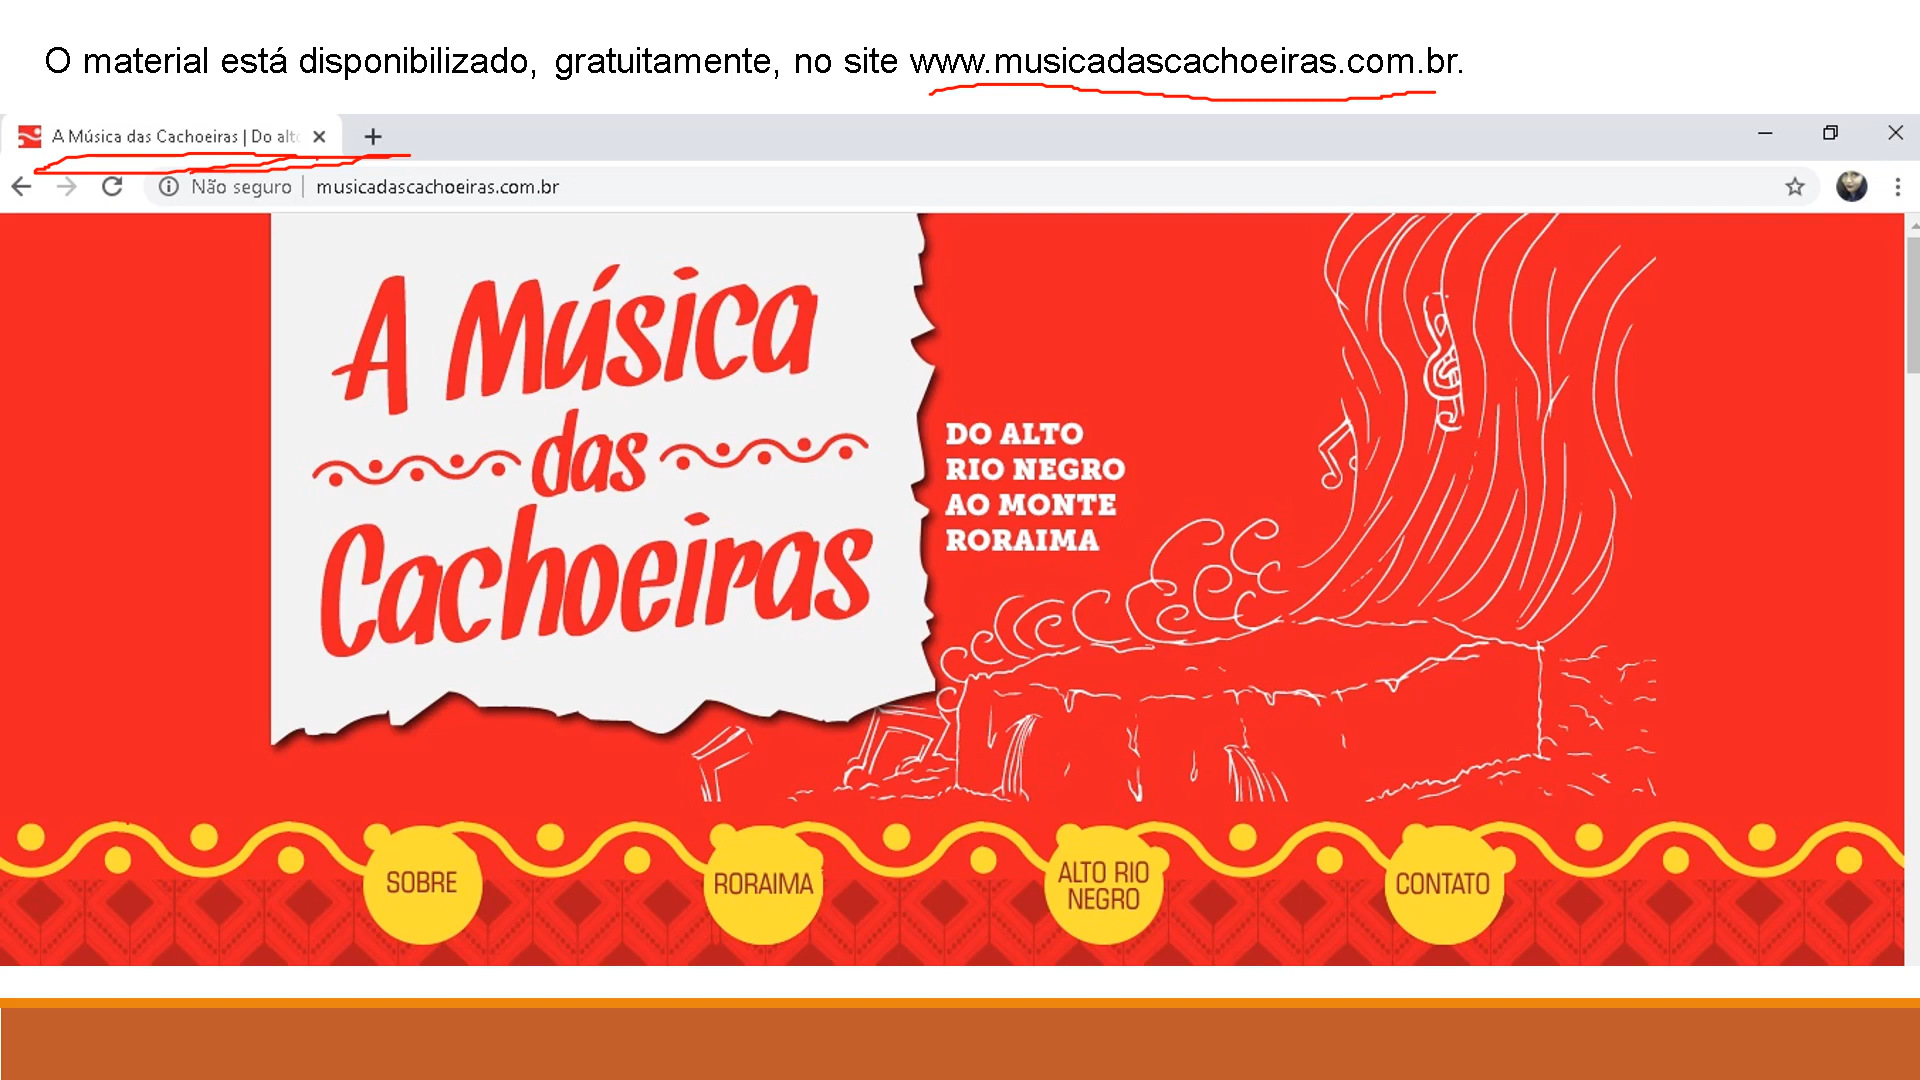 O material está disponibilizado, gratuitamente, no site www.musicadascachoeiras.com.br.
A Música das Cachoeiras | Do alto
Não seguro | musicadascachoeiras.com.br
A Música
das
Cachoeiras
DO ALTO
RIO NEGRO
AO MONTE
RORAIMA
SOBRE
RORAIMA
ALTO RIO
NEGRO
CONTATO